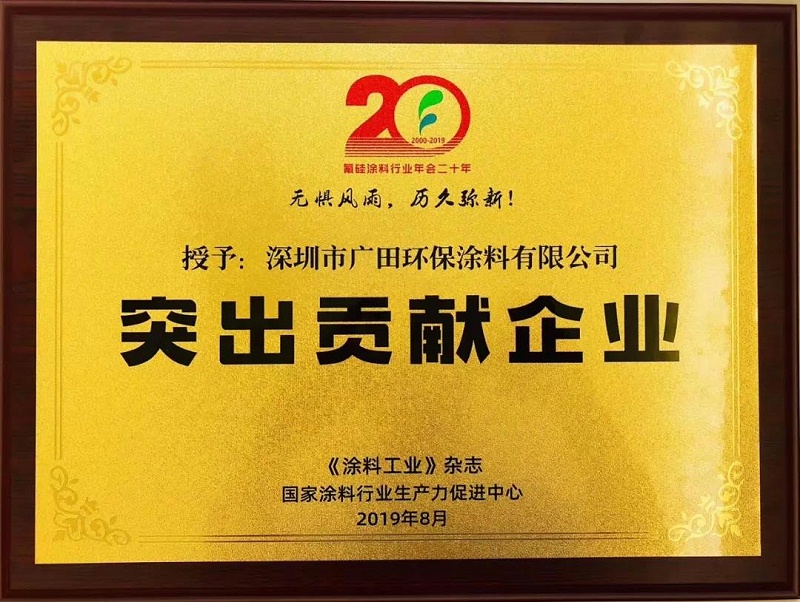 20
2000-2019
氟硅涂料行业年会二十年
无惧风雨，历久弥新！
授予：深圳市广田环保涂料有限公司
突出贡献企业
《涂料工业》杂志
国家涂料行业生产力促进中心
2019年8月